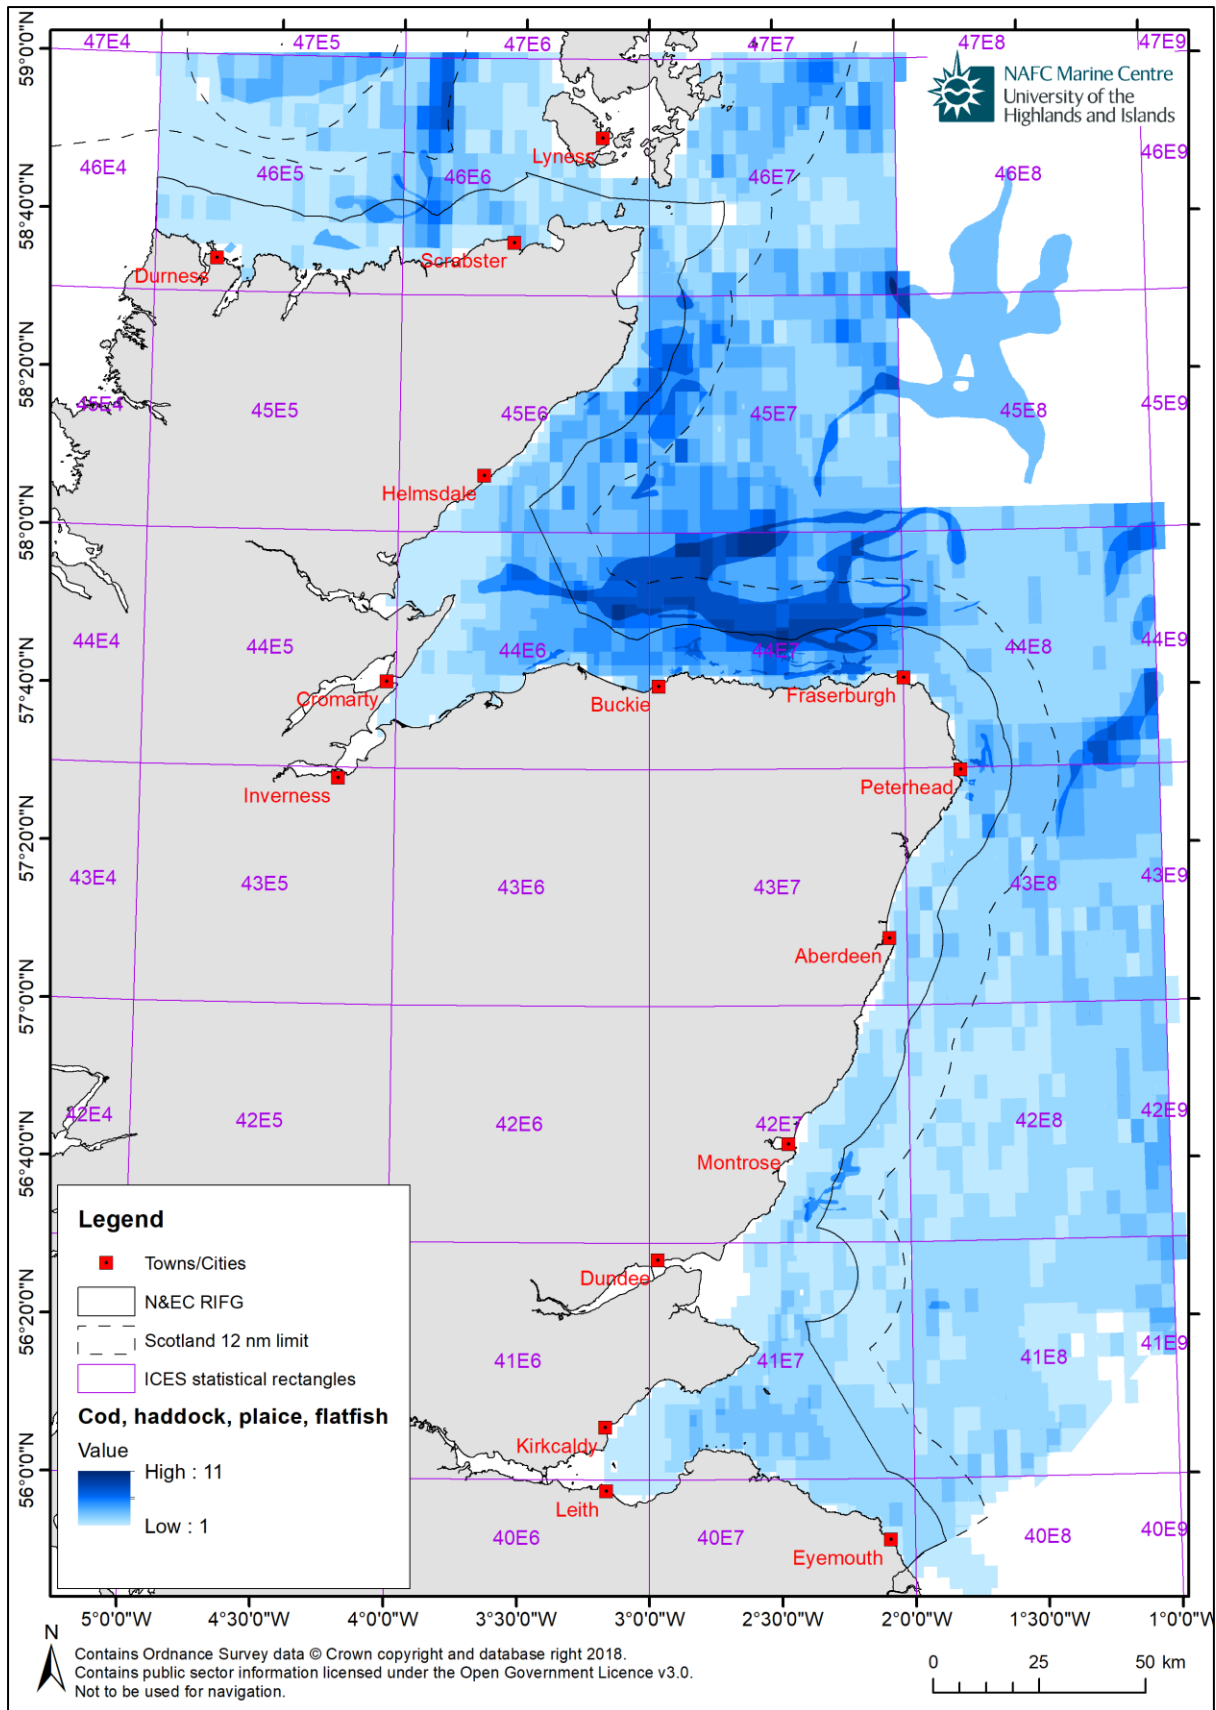 47E4
47E5
47E6
47E7
47E8
47E9
NAFC Marine Centre
University of the
Highlands and Islands
59°0'0"N
58°40'0"N
58°20'0"N
58°0'0"N
57°40'0"N
57°20'0"N
57°0'0"N
56°40'0"N
56°20'0"N
56°0'0"N
46E4
46E5
46E6
46E7
46E8
46E9
Lyness
Durness
Scrabster
45E4
45E5
45E6
45E7
45E8
45E9
Helmsdale
44E4
44E5
44E6
44E7
44E8
44E9
Cromarty
Buckie
Fraserburgh
Inverness
Peterhead
43E4
43E5
43E6
43E7
43E8
43E9
Aberdeen
42E4
42E5
42E6
42E7
42E8
42E9
Montrose
Dundee
41E6
41E7
41E8
41E9
Kirkcaldy
Leith
40E6
40E7
40E8
40E9
Eyemouth
Legend
Towns/Cities
N&EC RIFG
Scotland 12 nm limit
ICES statistical rectangles
Cod, haddock, plaice, flatfish
Value
High : 11
Low : 1
5°0'0"W
4°30'0"W
4°0'0"W
3°30'0"W
3°0'0"W
2°30'0"W
2°0'0"W
1°30'0"W
1°0'0"W
N
Contains Ordnance Survey data © Crown copyright and database right 2018.
Contains public sector information licensed under the Open Government Licence v3.0.
Not to be used for navigation.
0 25 50 km